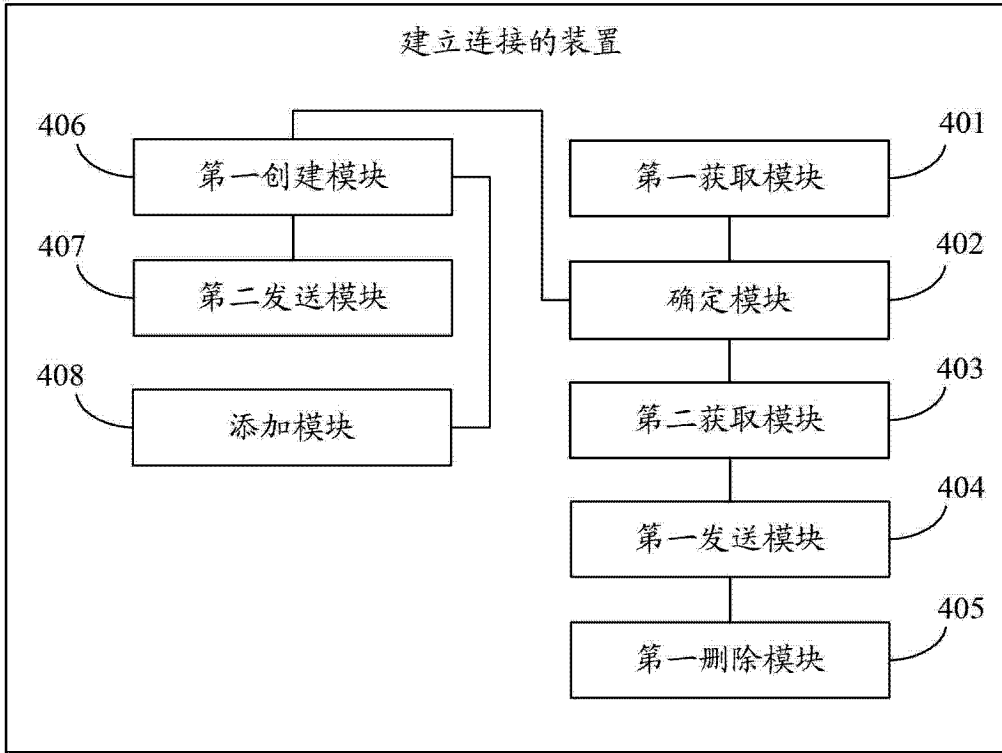 建立连接的装置
406
第一创建模块
407
第二发送模块
408
添加模块
401
第一获取模块
402
确定模块
403
第二获取模块
404
第一发送模块
405
第一删除模块